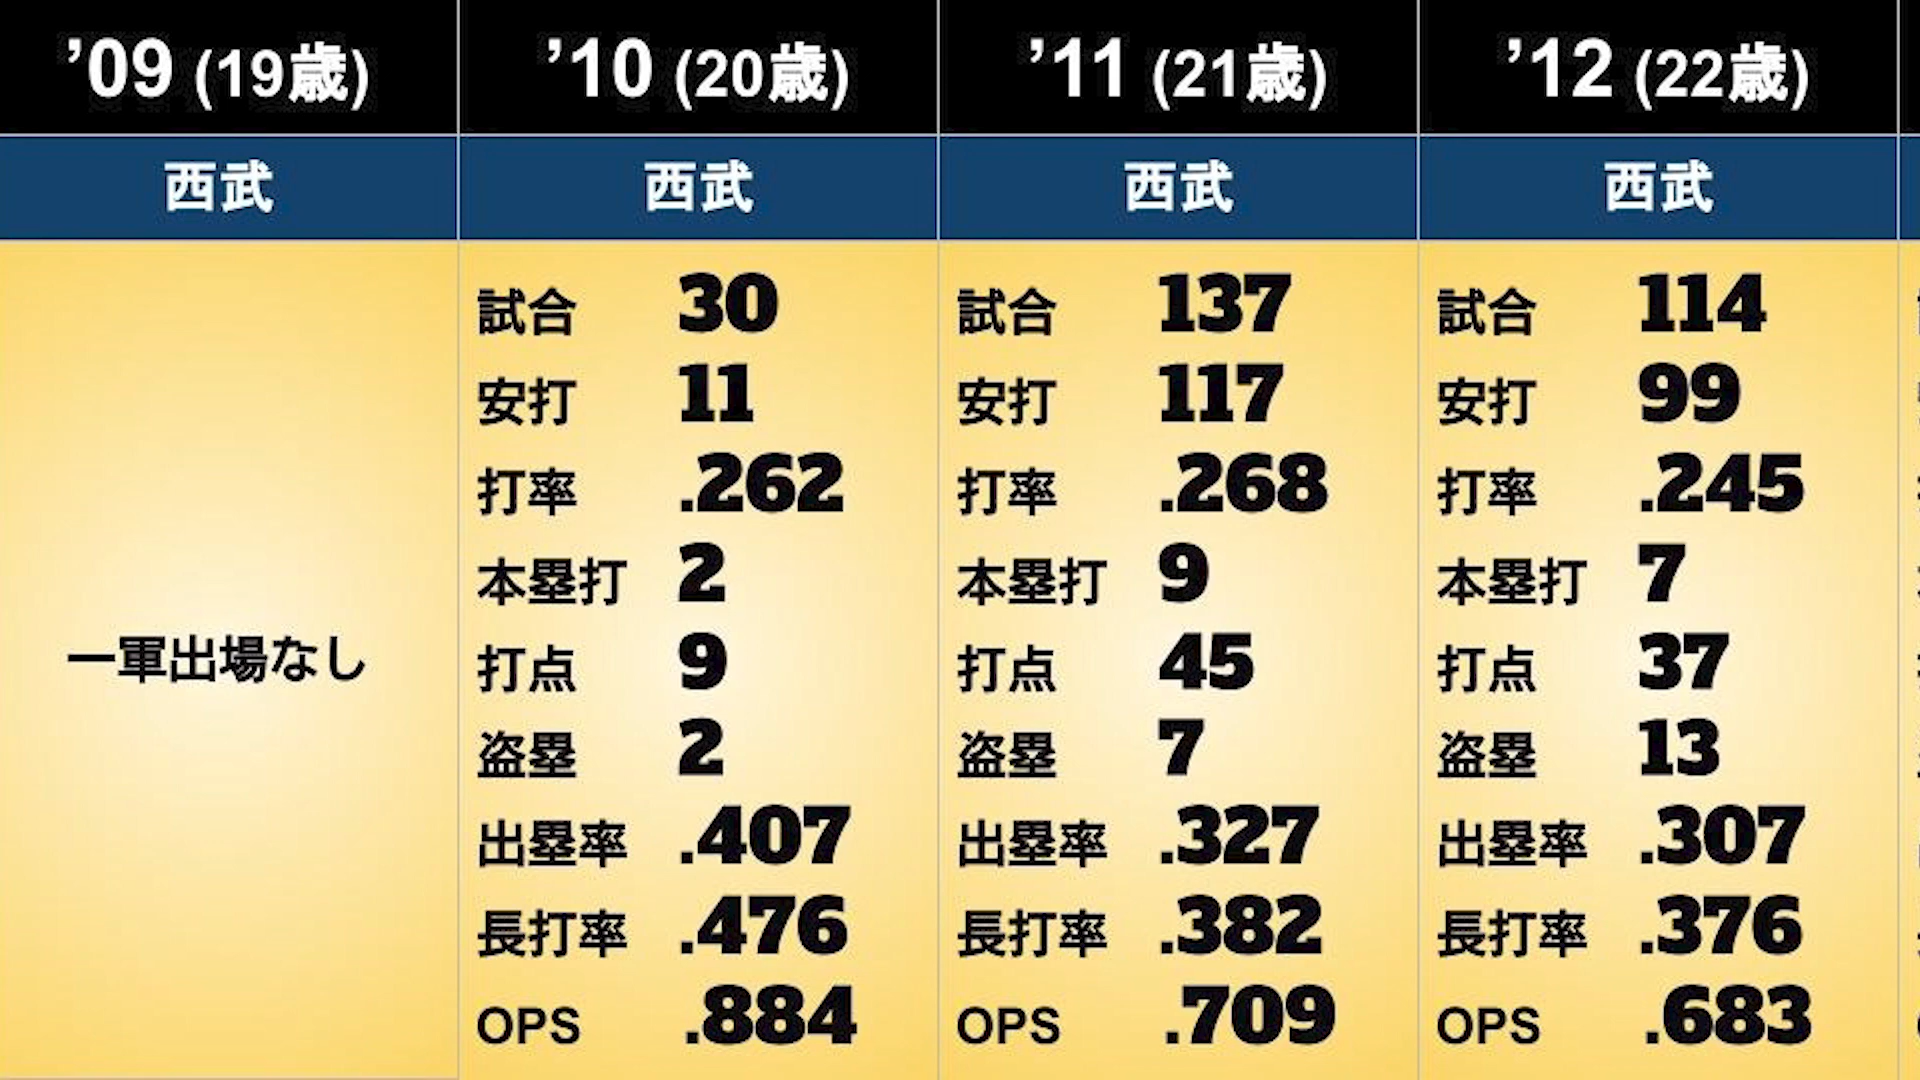 ’09 (19歳)
西武
一軍出場なし
’10 (20歳)
西武
試合 30
安打 11
打率 .262
本塁打 2
打点 9
盗塁 2
出塁率 .407
長打率 .476
OPS .884
’11 (21歳)
西武
試合 137
安打 117
打率 .268
本塁打 9
打点 45
盗塁 7
出塁率 .327
長打率 .382
OPS .709
’12 (22歳)
西武
試合 114
安打 99
打率 .245
本塁打 7
打点 37
盗塁 13
出塁率 .307
長打率 .376
OPS .683